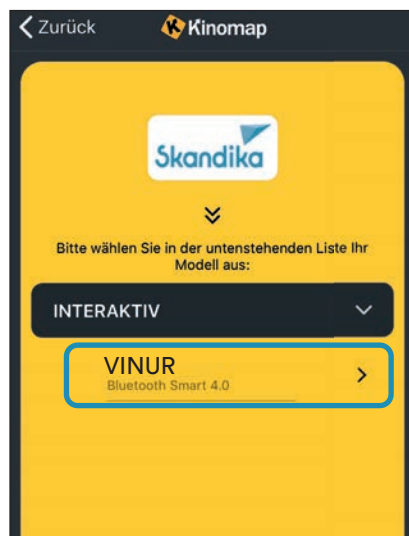 Zurück
Kinomap
Skandika
Bitte wählen Sie in der untenstehenden Liste Ihr
Modell aus:
INTERAKTIV
VINUR
Bluetooth Smart 4.0